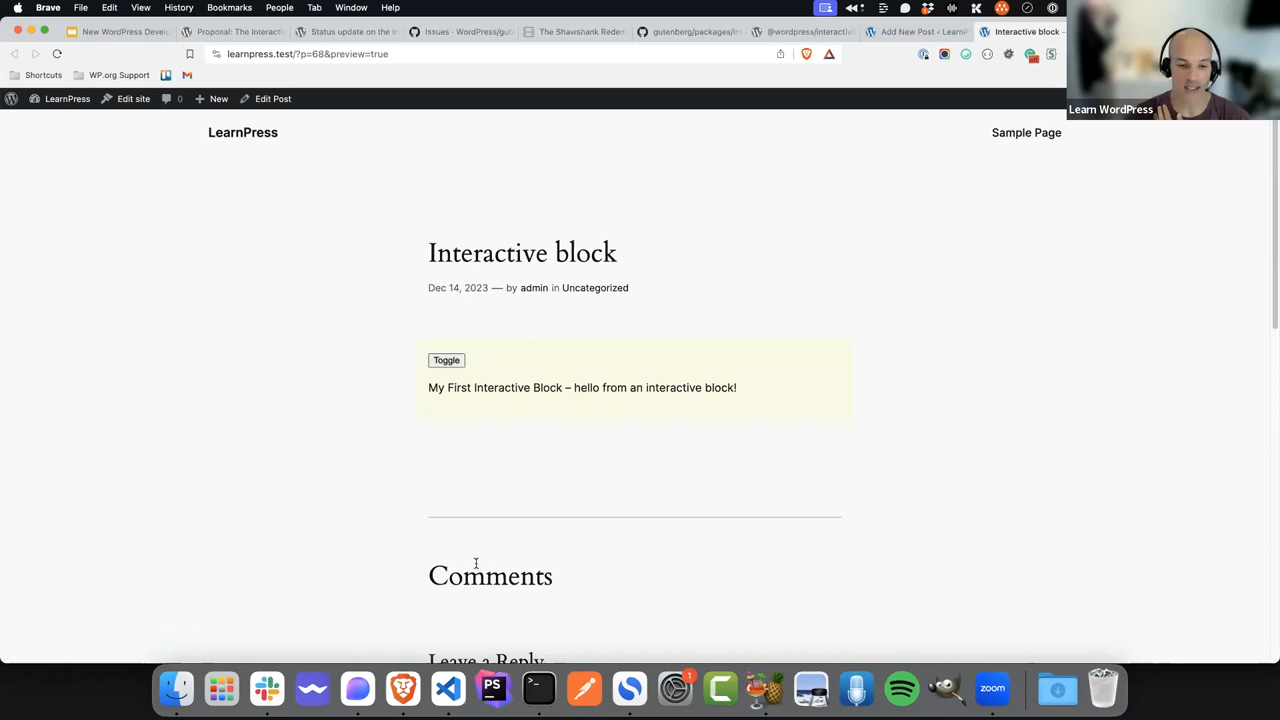 Brave File Edit View History Bookmarks People Tab Window Help
New WordPress Develo Proposal: The Interacti Status update on the In Issues · WordPress/gut The Shawshank Redem gutenberg/packages/in @wordpress/interactivi Add New Post ‹ LearnP Interactive block –
learnpress.test/?p=68&preview=true
Shortcuts WP.org Support
LearnPress Edit site 0 New Edit Post
Learn WordPress
LearnPress Sample Page
Interactive block
Dec 14, 2023 — by admin in Uncategorized
Toggle
My First Interactive Block – hello from an interactive block!
Comments
Leave a Reply
1
PS
zoom